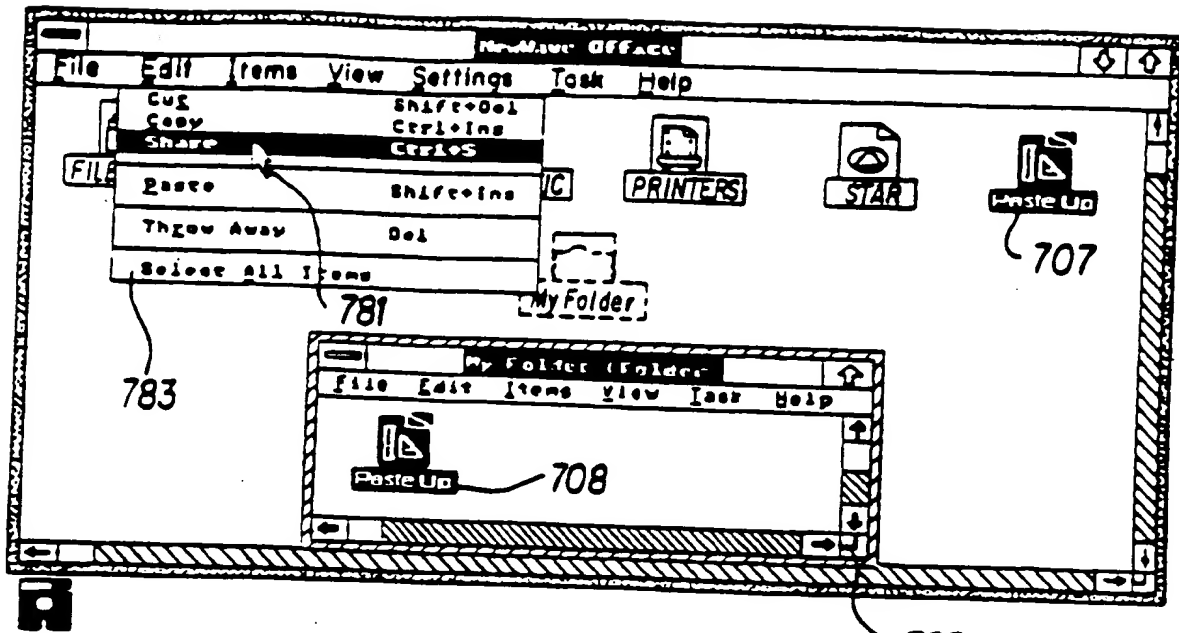 NewWave Office
File Edit Items View Settings Task Help
Cut Shift+Del
Copy Ctrl+Ins
Share Ctrl+S
Paste Shift+Ins
Throw Away Del
Select All Items
FILE
IC
PRINTERS
STAR
Paste Up
707
My Folder
781
783
My Folder (Folder
File Edit Items View Task Help
Paste Up
708